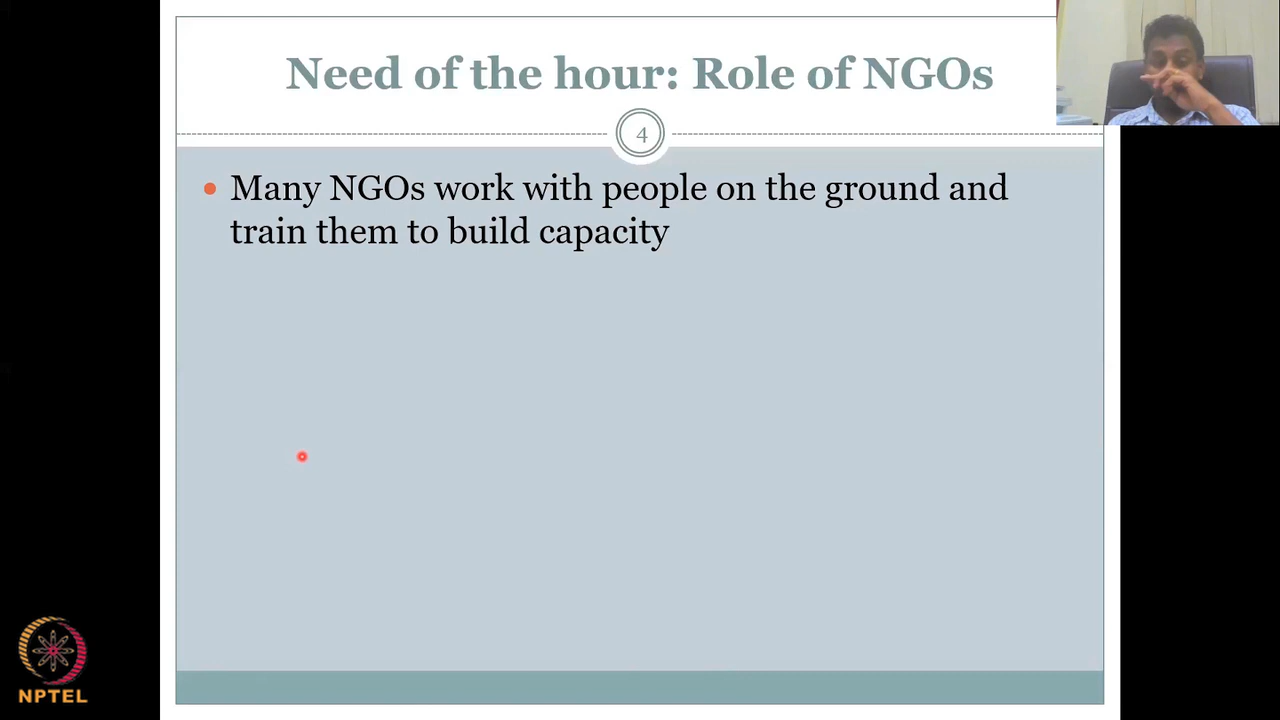 Need of the hour: Role of NGOs
4
• Many NGOs work with people on the ground and
train them to build capacity
NPTEL